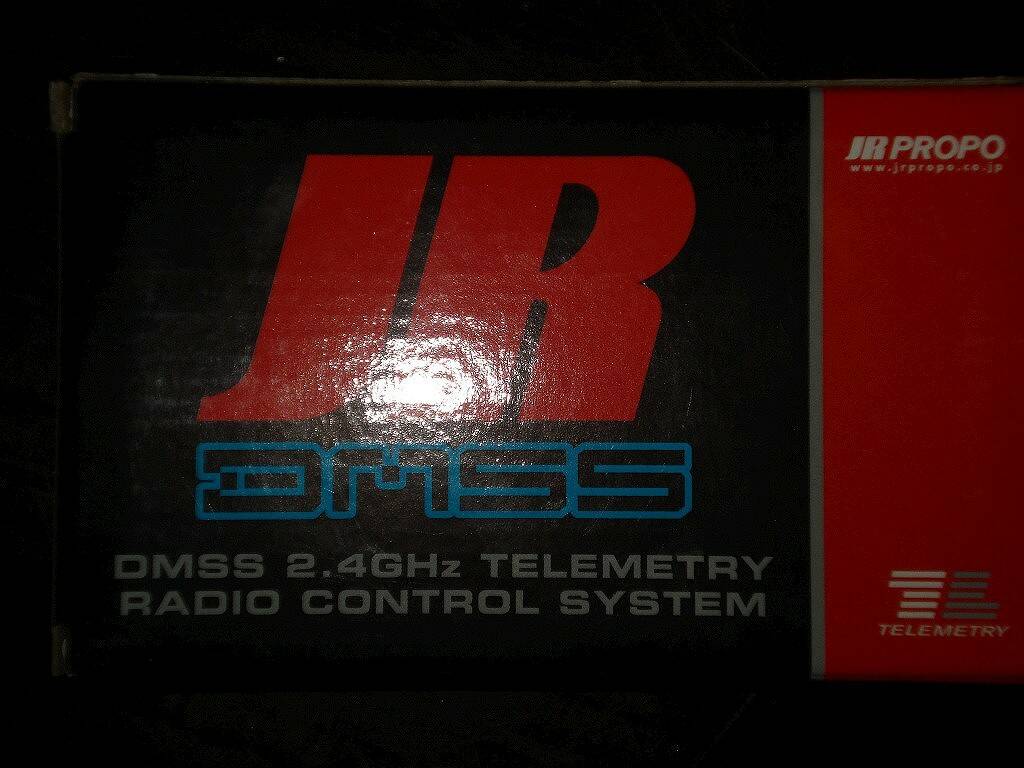 JR
DMSS
DMSS 2.4GHz TELEMETRY
RADIO CONTROL SYSTEM
JR PROPO
www.jrpropo.co.jp
TELEMETRY